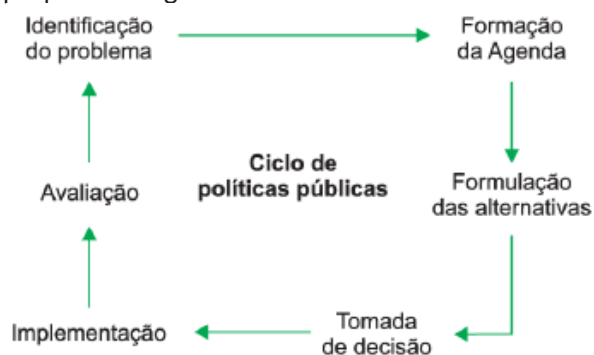 Identificação
do problema
Formação
da Agenda
Ciclo de
políticas públicas
Avaliação
Formulação
das alternativas
Implementação
Tomada
de decisão